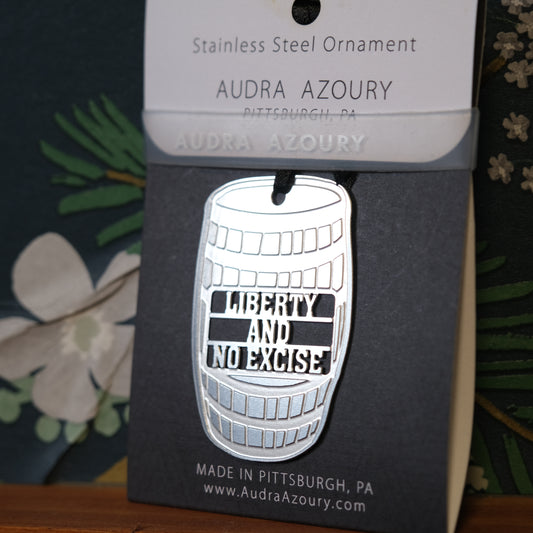 Stainless Steel Ornament
AUDRA AZOURY
PITTSBURGH, PA
AUDRA AZOURY
LIBERTY
AND
NO EXCISE
MADE IN PITTSBURGH, PA
www.AudraAzoury.com